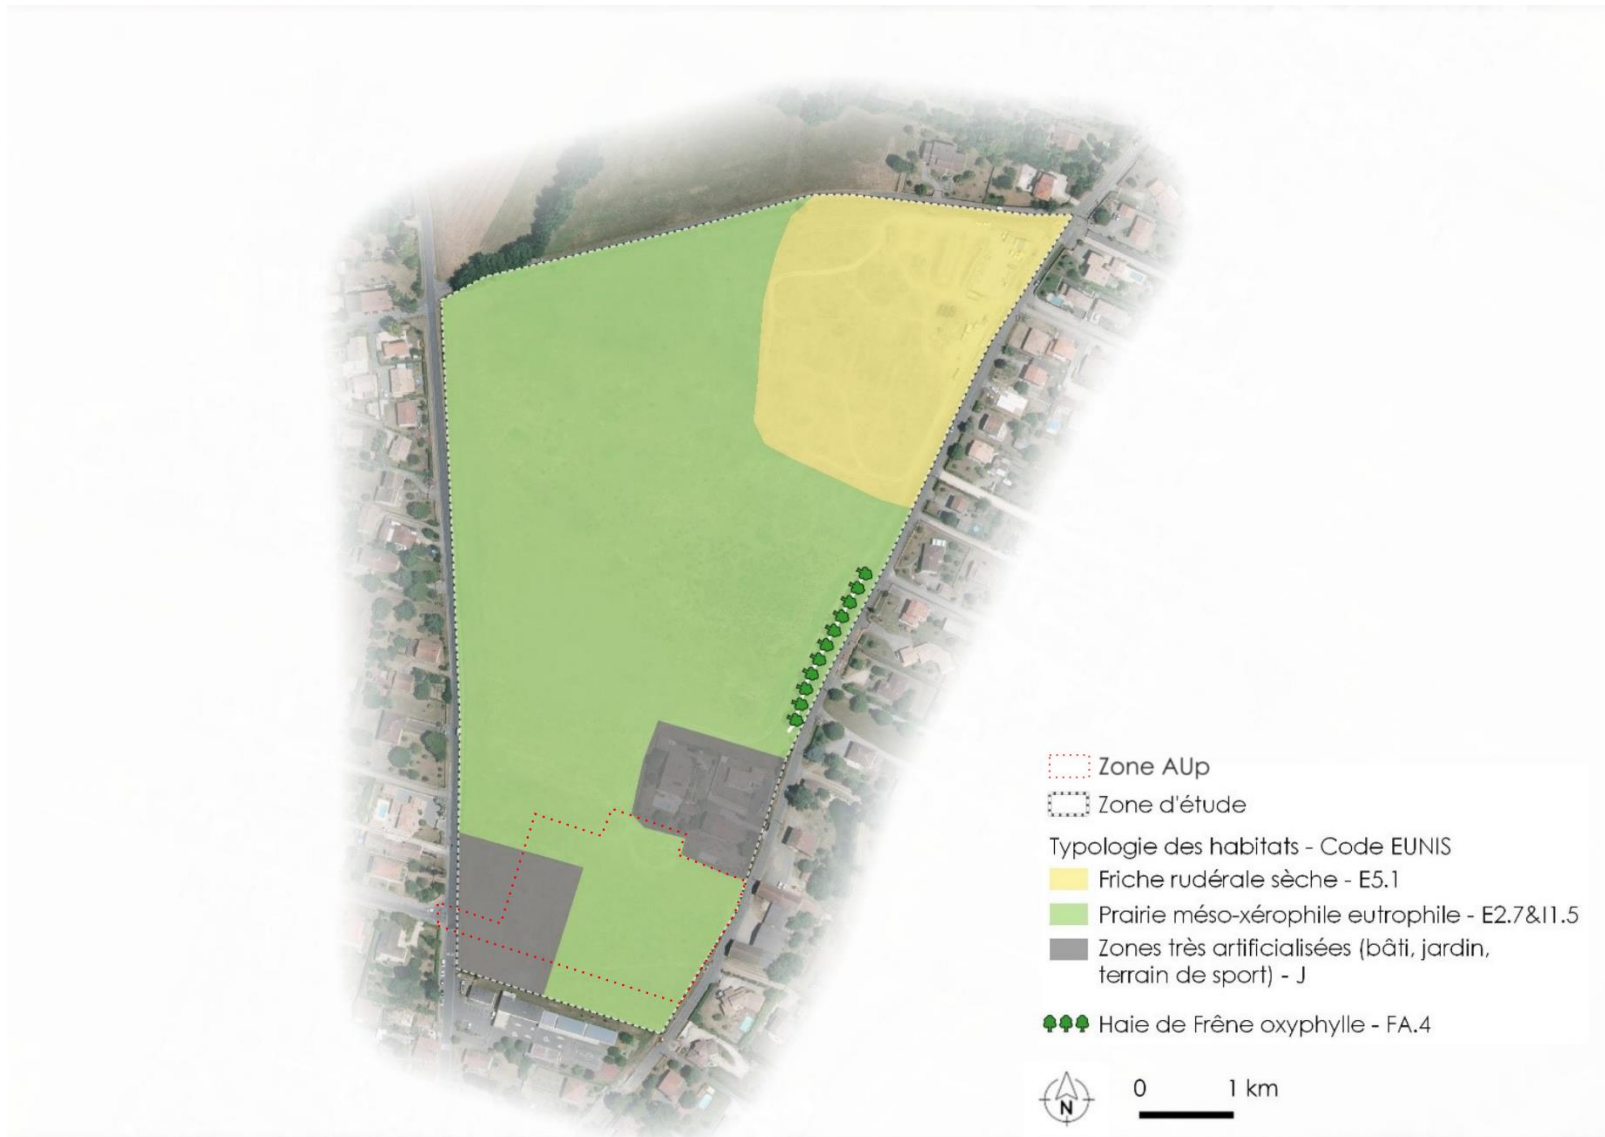 Zone AUp
Zone d'étude
Typologie des habitats - Code EUNIS
Friche rudérale sèche - E5.1
Prairie méso-xérophile eutrophile - E2.7&I1.5
Zones très artificialisées (bâti, jardin,
terrain de sport) - J
Haie de Frêne oxyphylle - FA.4
N
0 1 km